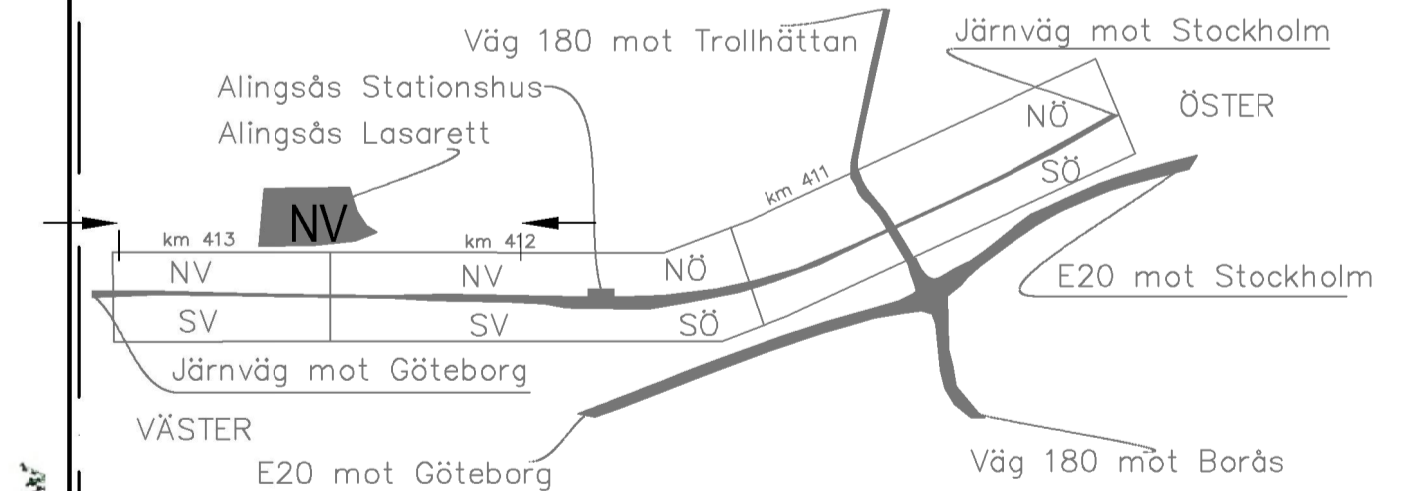 Väg 180 mot Trollhättan
Järnväg mot Stockholm
Alingsås Stationshus
ÖSTER
NÖ
Alingsås Lasarett
SÖ
km 411
NV
km 413
km 412
NV
NV
NÖ
E20 mot Stockholm
SV
SV
SÖ
Järnväg mot Göteborg
VÄSTER
E20 mot Göteborg
Väg 180 mot Borås